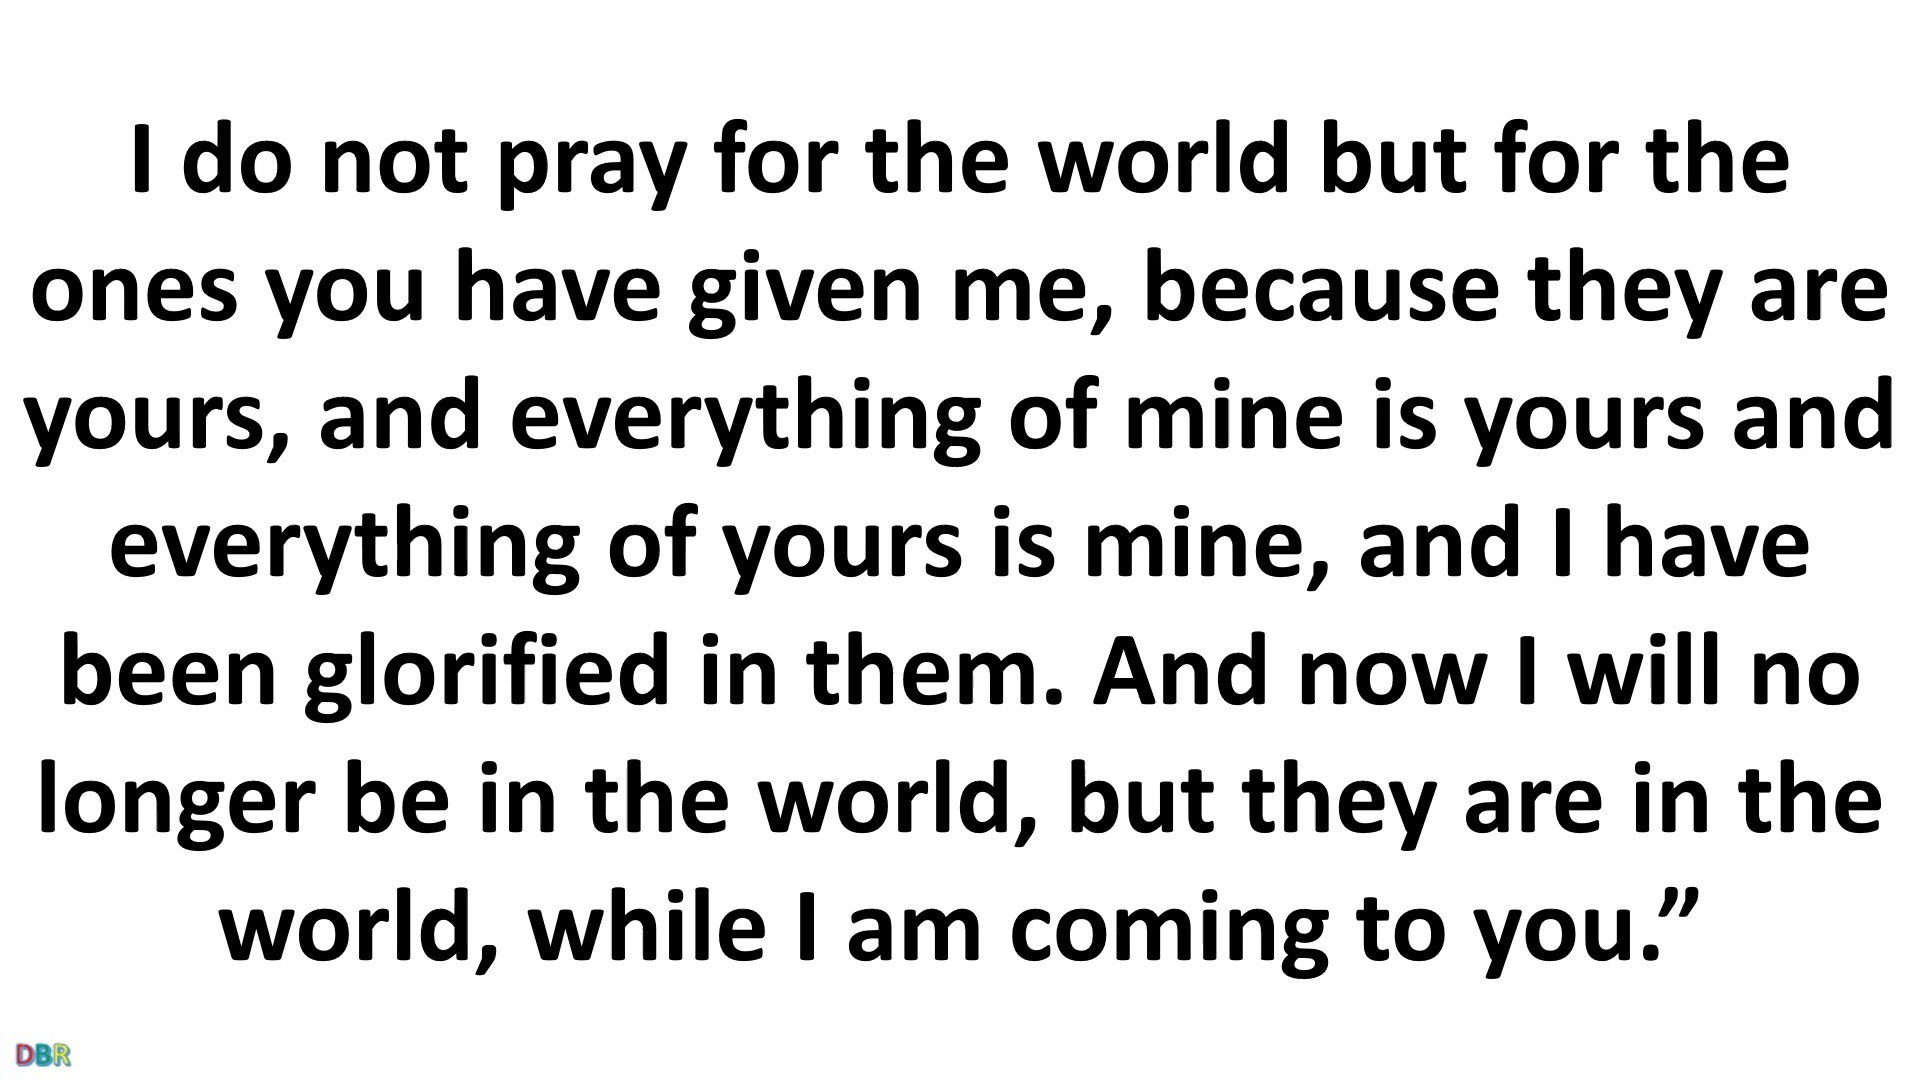 I do not pray for the world but for the
ones you have given me, because they are
yours, and everything of mine is yours and
everything of yours is mine, and I have
been glorified in them. And now I will no
longer be in the world, but they are in the
world, while I am coming to you.”
DBR